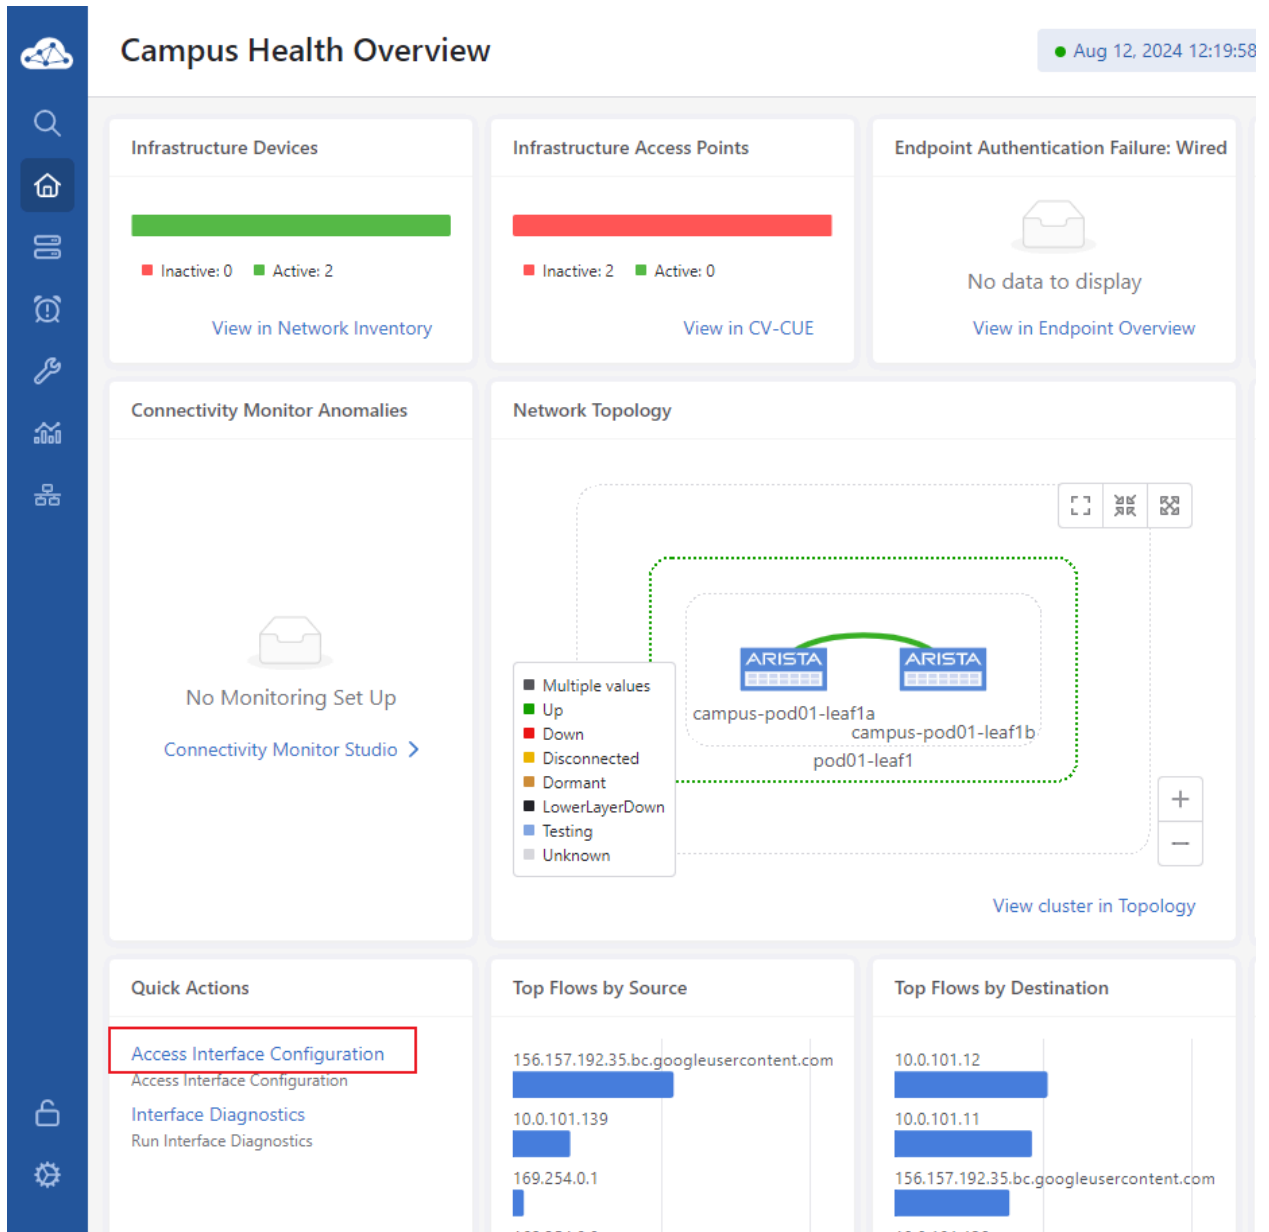 Campus Health Overview
Aug 12, 2024 12:19:58
Infrastructure Devices
Inactive: 0 Active: 2
View in Network Inventory
Infrastructure Access Points
Inactive: 2 Active: 0
View in CV-CUE
Endpoint Authentication Failure: Wired
No data to display
View in Endpoint Overview
Connectivity Monitor Anomalies
No Monitoring Set Up
Connectivity Monitor Studio
Network Topology
ARISTA
ARISTA
campus-pod01-leaf1a
campus-pod01-leaf1b
pod01-leaf1
Multiple values
Up
Down
Disconnected
Dormant
LowerLayerDown
Testing
Unknown
View cluster in Topology
Quick Actions
Access Interface Configuration
Access Interface Configuration
Interface Diagnostics
Run Interface Diagnostics
Top Flows by Source
156.157.192.35.bc.googleusercontent.com
10.0.101.139
169.254.0.1
Top Flows by Destination
10.0.101.12
10.0.101.11
156.157.192.35.bc.googleusercontent.com